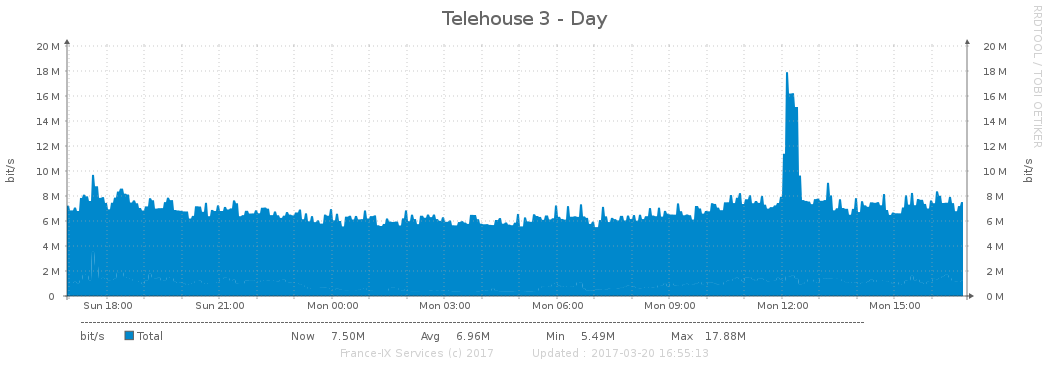 Telehouse 3 - Day
RRDTOOL / TOBI OETIKER
bit/s
bit/s
20 M 20 M
18 M 18 M
16 M 16 M
14 M 14 M
12 M 12 M
10 M 10 M
8 M 8 M
6 M 6 M
4 M 4 M
2 M 2 M
0 0 M
Sun 18:00 Sun 21:00 Mon 00:00 Mon 03:00 Mon 06:00 Mon 09:00 Mon 12:00 Mon 15:00
bit/s Total Now 7.50M Avg 6.96M Min 5.49M Max 17.88M
France-IX Services (c) 2017 Updated : 2017-03-20 16:55:13